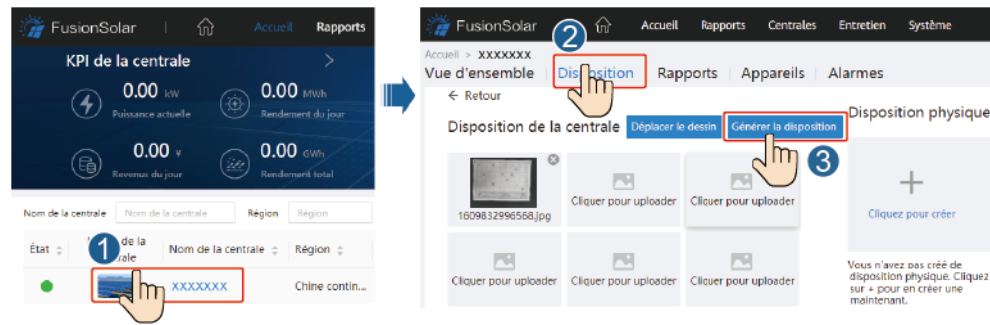 FusionSolar
Accueil
Rapports
KPI de la centrale
0.00 kW
Puissance actuelle
0.00 MWh
Rendement du jour
0.00 ¥
Revenus du jour
0.00 GWh
Rendement total
Nom de la centrale
Nom de la centrale
Région
Région
État
de la
Nom de la centrale
Région
1
XXXXXXX
Chine contin...
FusionSolar
Accueil
Rapports
Centrales
Entretien
Système
2
Accueil > XXXXXXX
Vue d'ensemble
Disposition
Rapports
Appareils
Alarmes
← Retour
Disposition de la centrale
Déplacer le dessin
Générer la disposition
3
1609832996568.jpg
Cliquer pour uploader
Cliquer pour uploader
Cliquer pour uploader
Cliquer pour uploader
Cliquer pour uploader
Disposition physique
Cliquez pour créer
Vous n'avez pas créé de
disposition physique. Cliquez
sur + pour en créer une
maintenant.